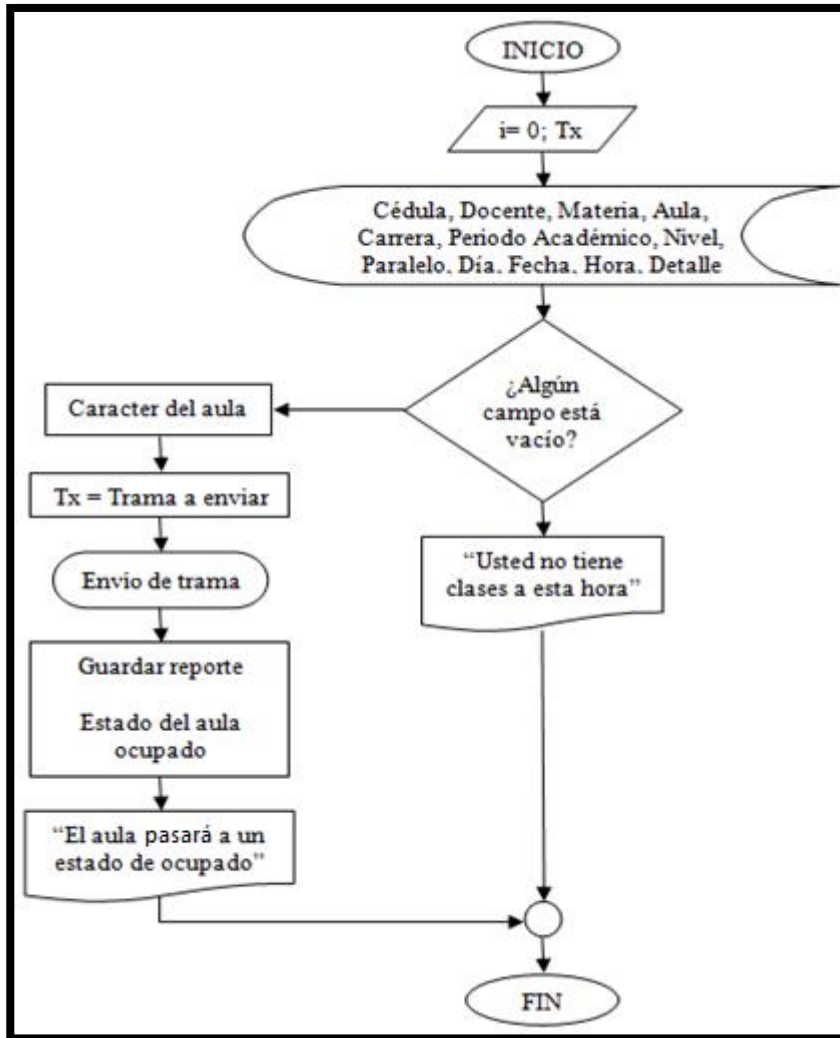 INICIO
i= 0; Tx
Cédula, Docente, Materia, Aula,
Carrera, Periodo Académico, Nivel,
Paralelo, Día, Fecha, Hora, Detalle
¿Algún
campo está
vacío?
Caracter del aula
Tx = Trama a enviar
Envío de trama
Guardar reporte
Estado del aula
ocupado
“El aula pasará a un
estado de ocupado”
“Usted no tiene
clases a esta hora”
FIN